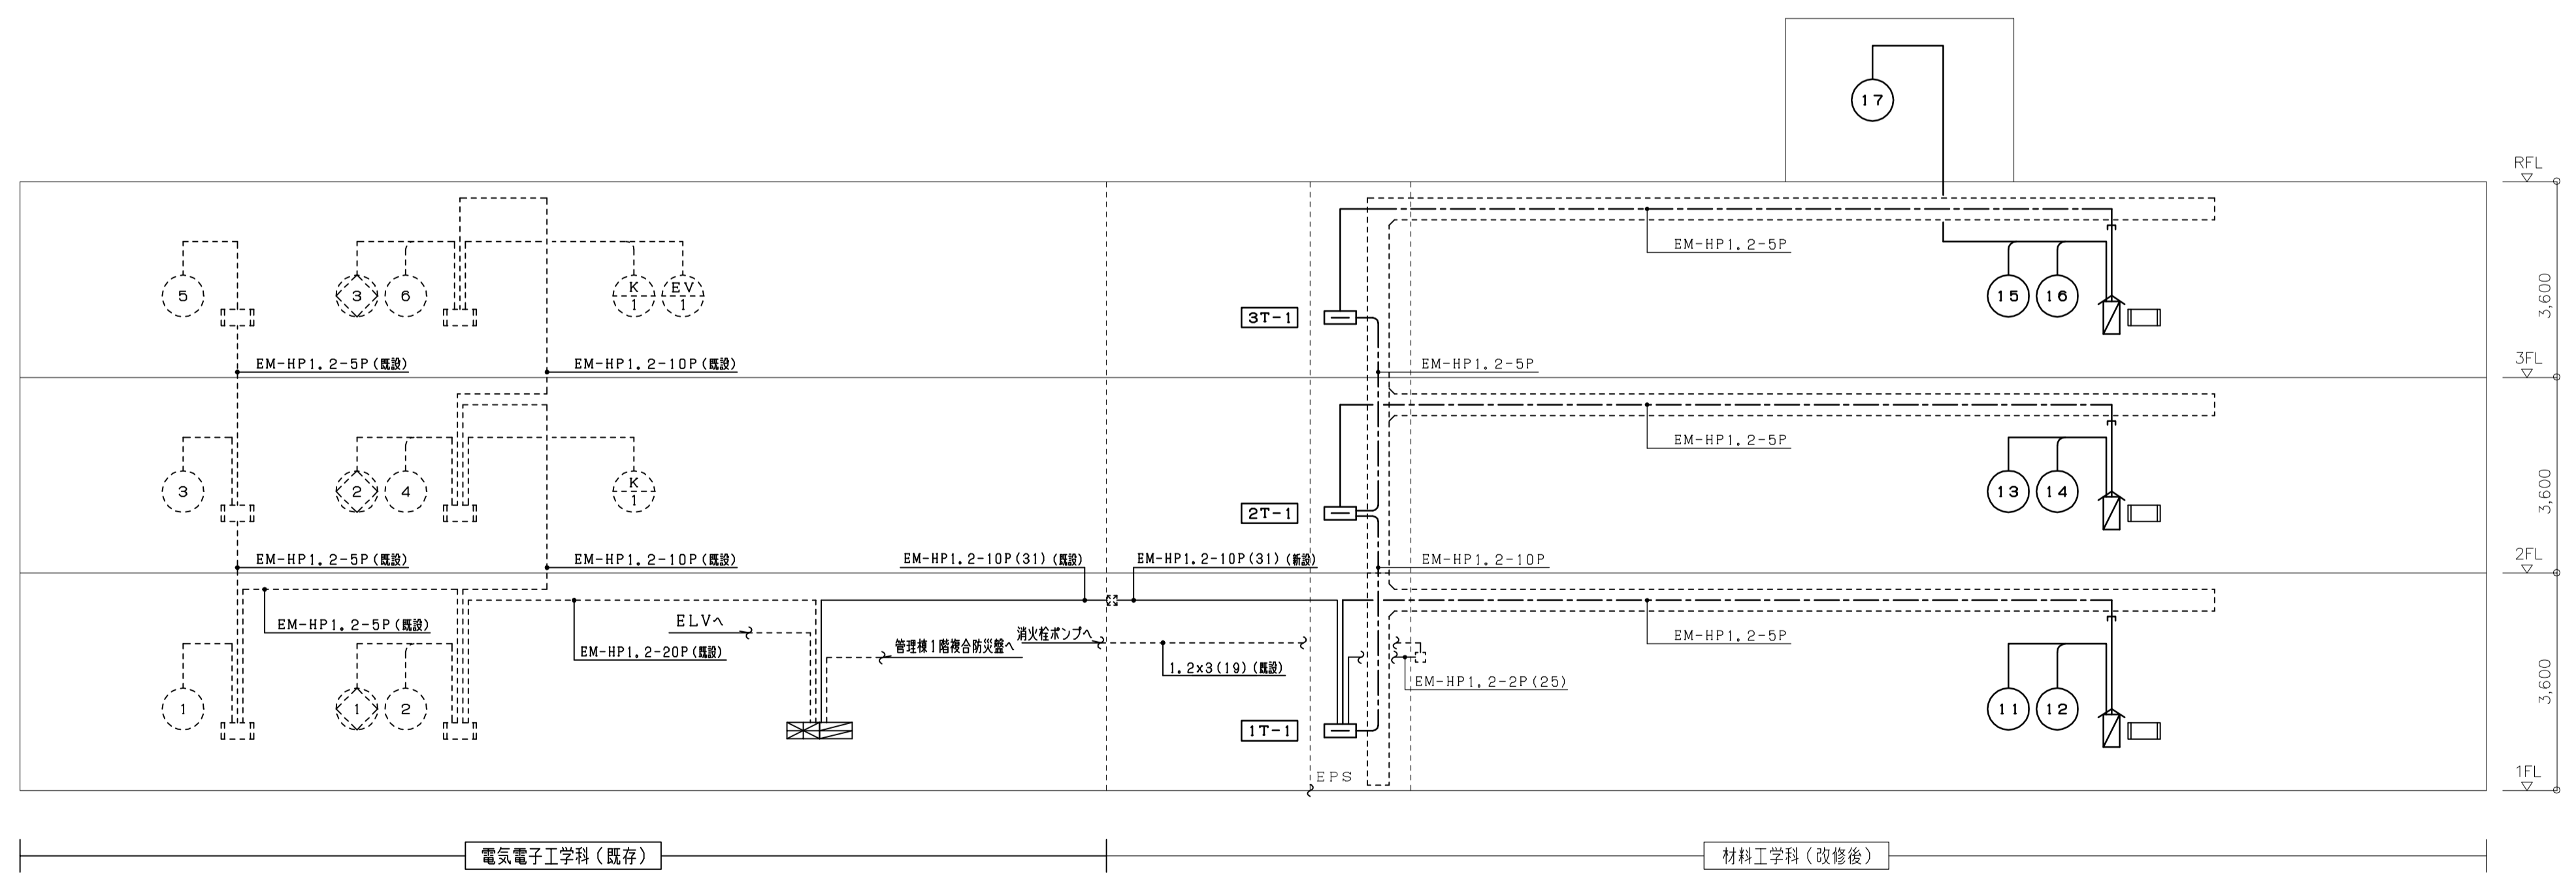 17
RFL
EM-HP1.2-5P
5
3
6
K
1
EV
1
15
16
3,600
3T-1
EM-HP1.2-5P(既設)
EM-HP1.2-10P(既設)
EM-HP1.2-5P
3FL
EM-HP1.2-5P
3
2
4
K
1
13
14
3,600
2T-1
EM-HP1.2-5P(既設)
EM-HP1.2-10P(既設)
EM-HP1.2-10P(31)(既設)
EM-HP1.2-10P(31)(新設)
EM-HP1.2-10P
2FL
EM-HP1.2-5P(既設)
ELVへ
EM-HP1.2-20P(既設)
管理棟1階複合防災盤へ
消火栓ポンプへ
1.2x3(19)(既設)
EM-HP1.2-5P
EM-HP1.2-2P(25)
1
1
2
11
12
3,600
1T-1
EPS
1FL
電気電子工学科(既存)
材料工学科(改修後)